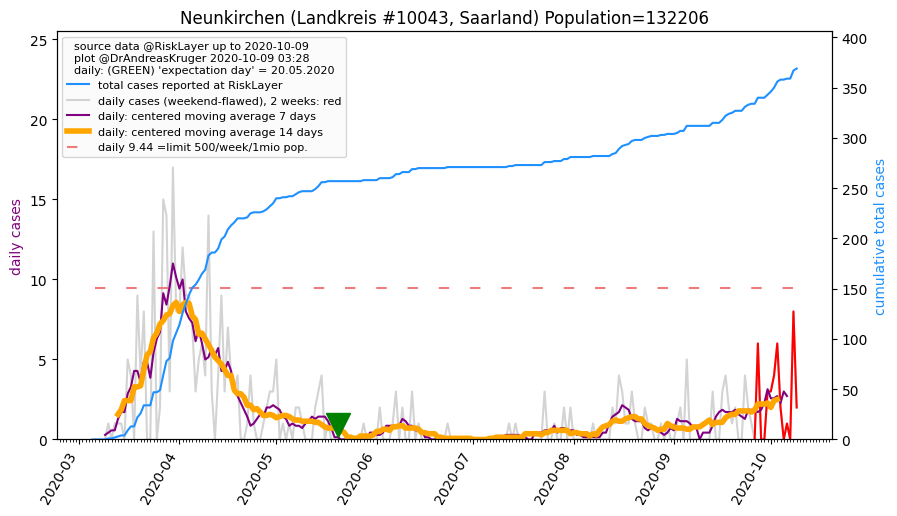 Neunkirchen (Landkreis #10043, Saarland) Population=132206
source data @RiskLayer up to 2020-10-09
plot @DrAndreasKruger 2020-10-09 03:28
daily: (GREEN) 'expectation day' = 20.05.2020
total cases reported at RiskLayer
daily cases (weekend-flawed), 2 weeks: red
daily: centered moving average 7 days
daily: centered moving average 14 days
daily 9.44 =limit 500/week/1mio pop.
daily cases
25
20
15
10
5
0
cumulative total cases
400
350
300
250
200
150
100
50
0
2020-03
2020-04
2020-05
2020-06
2020-07
2020-08
2020-09
2020-10